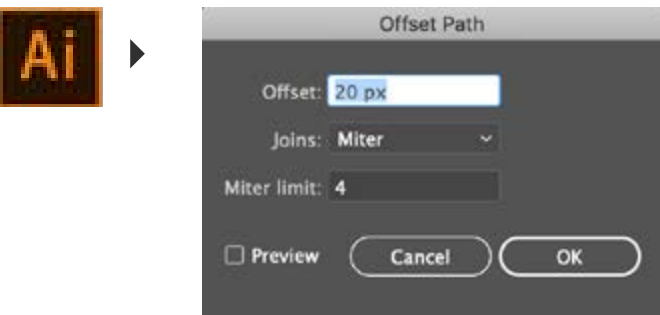 Ai
Offset Path
Offset: 20 px
Joins: Miter
Miter limit: 4
Preview Cancel OK